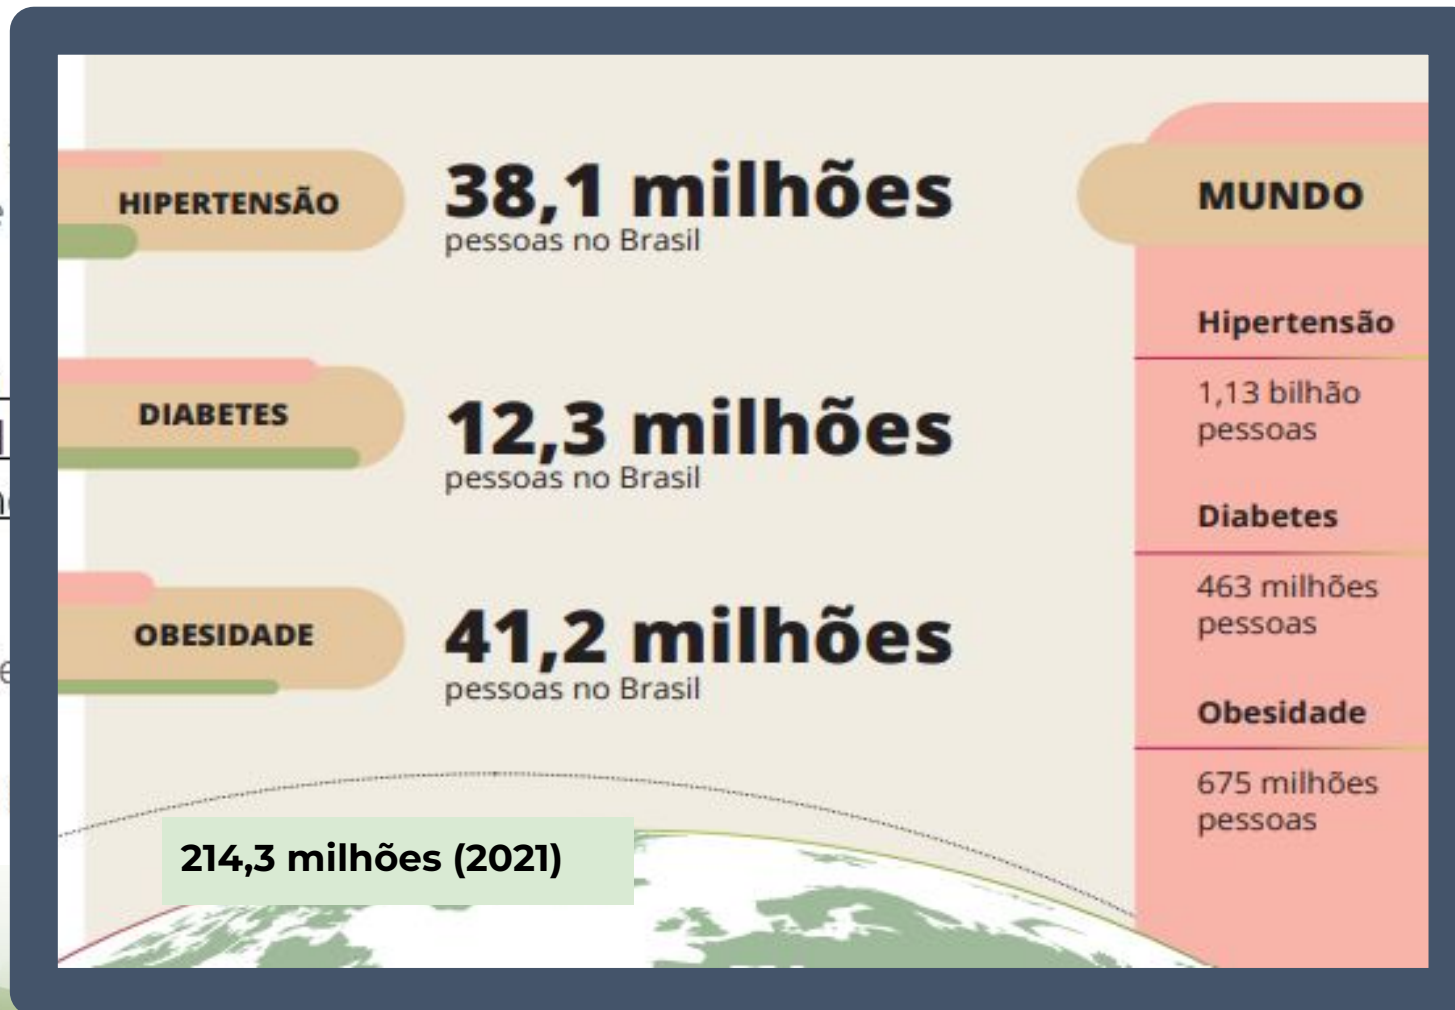 HIPERTENSÃO
38,1 milhões
pessoas no Brasil
DIABETES
12,3 milhões
pessoas no Brasil
OBESIDADE
41,2 milhões
pessoas no Brasil
214,3 milhões (2021)
MUNDO
Hipertensão
1,13 bilhão
pessoas
Diabetes
463 milhões
pessoas
Obesidade
675 milhões
pessoas